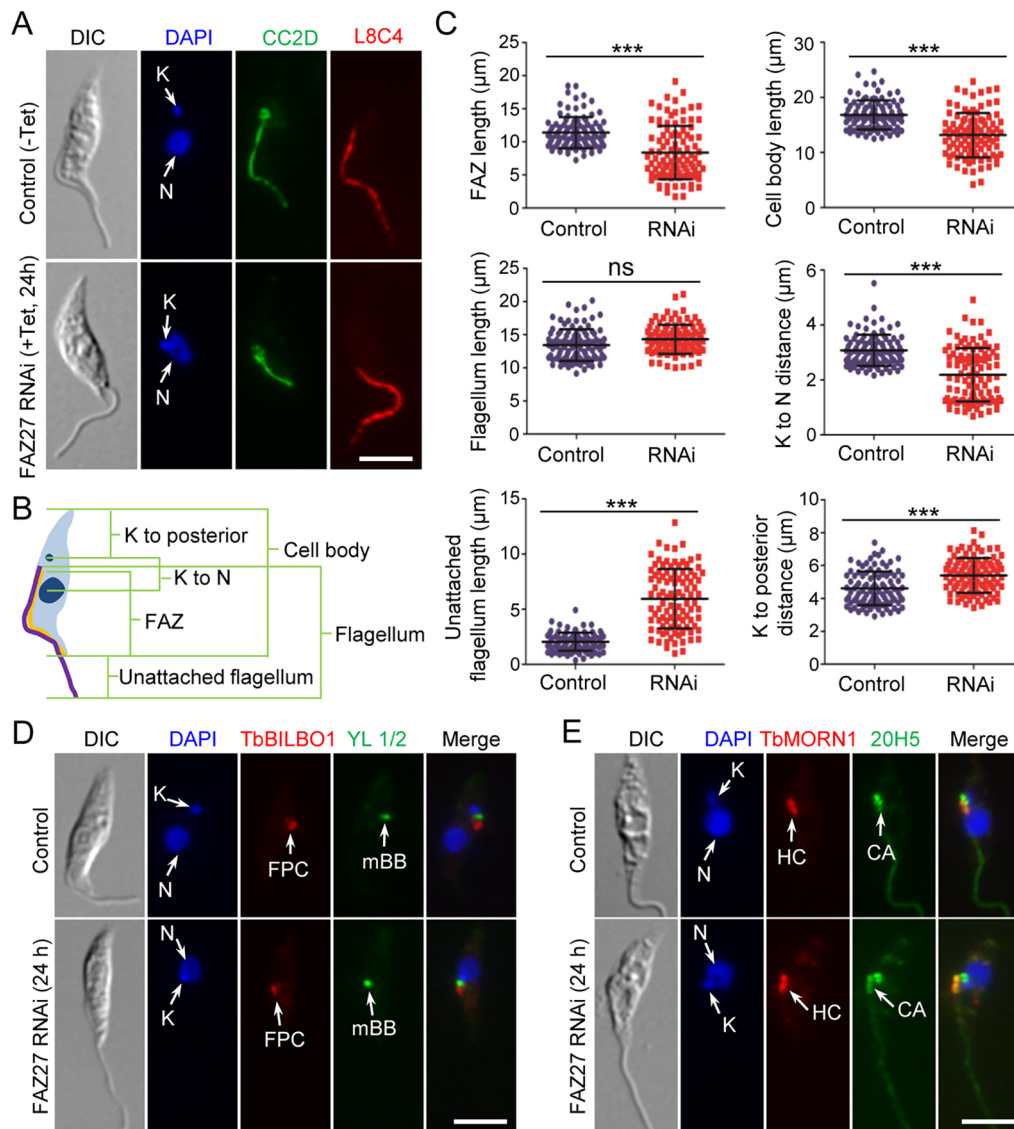 A
DIC
DAPI
CC2D
L8C4
Control (-Tet)
K
N
FAZ27 RNAi (+Tet, 24h)
K
N
B
K to posterior
Cell body
K to N
FAZ
Flagellum
Unattached flagellum
C
FAZ length (µm)
25
20
15
10
5
0
***
Control
RNAi
Cell body length (µm)
30
20
10
0
***
Control
RNAi
Flagellum length (µm)
25
20
15
10
5
0
ns
Control
RNAi
K to N distance (µm)
6
4
2
0
***
Control
RNAi
Unattached
flagellum length (µm)
15
10
5
0
***
Control
RNAi
K to posterior
distance (µm)
10
8
6
4
2
0
***
Control
RNAi
D
DIC
DAPI
TbBILBO1
YL 1/2
Merge
Control
K
N
FPC
mBB
FAZ27 RNAi (24 h)
N
K
FPC
mBB
E
DIC
DAPI
TbMORN1
20H5
Merge
Control
K
N
HC
CA
FAZ27 RNAi (24 h)
N
K
HC
CA